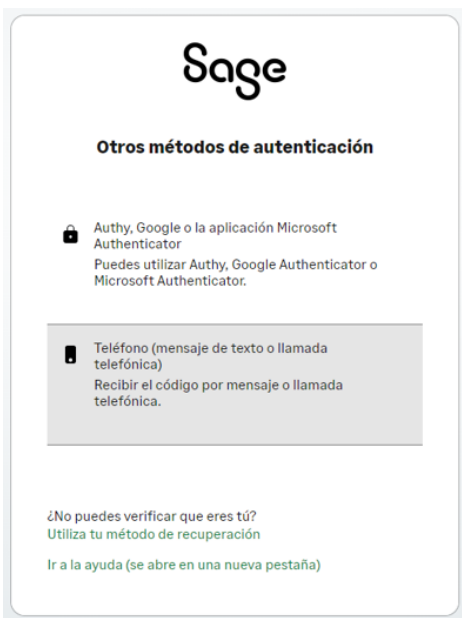 Sage
Otros métodos de autenticación
Authy, Google o la aplicación Microsoft
Authenticator
Puedes utilizar Authy, Google Authenticator o
Microsoft Authenticator.
Teléfono (mensaje de texto o llamada
telefónica)
Recibir el código por mensaje o llamada
telefónica.
¿No puedes verificar que eres tú?
Utiliza tu método de recuperación
Ir a la ayuda (se abre en una nueva pestaña)